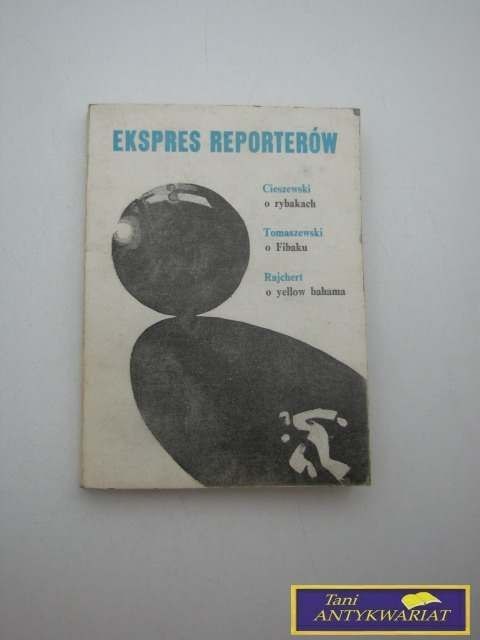 EKSPRES REPORTERÓW
Cieszewski
o rybakach
Tomaszewski
o Fibaku
Rajchert
o yellow bahama
Tani
ANTYKWARIAT